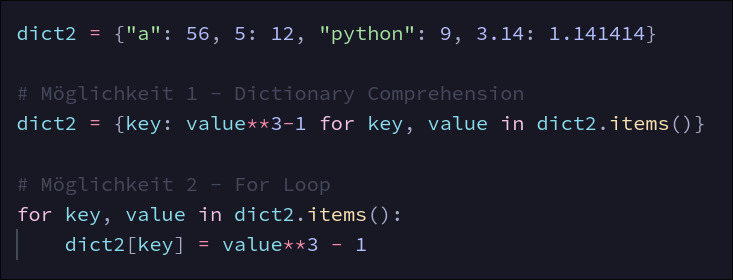 dict2 = {"a": 56, 5: 12, "python": 9, 3.14: 1.141414}
# Möglichkeit 1 - Dictionary Comprehension
dict2 = {key: value**3-1 for key, value in dict2.items()}
# Möglichkeit 2 - For Loop
for key, value in dict2.items():
    dict2[key] = value**3 - 1